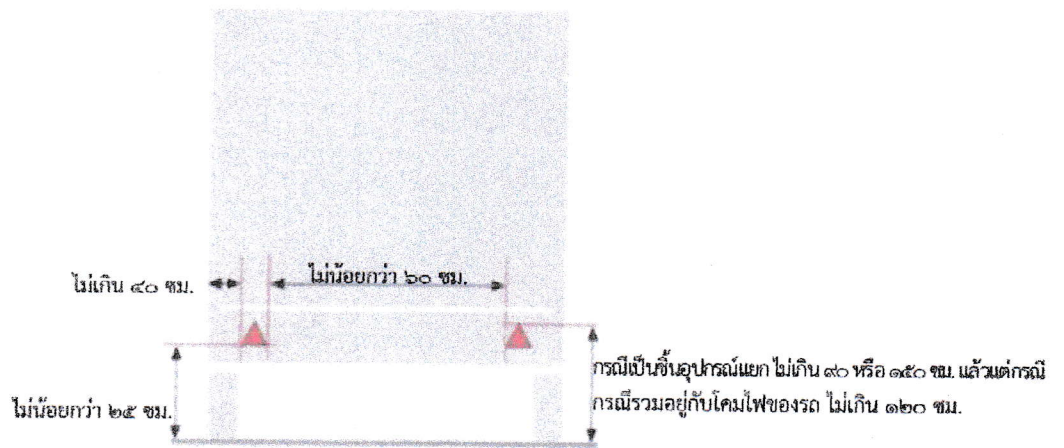 ไม่เกิน ๔๐ ซม.
ไม่น้อยกว่า ๖๐ ซม.
กรณีเป็นชิ้นอุปกรณ์แยก ไม่เกิน ๙๐ หรือ ๑๕๐ ซม. แล้วแต่กรณี
กรณีรวมอยู่กับโคมไฟของรถ ไม่เกิน ๑๒๐ ซม.
ไม่น้อยกว่า ๒๕ ซม.